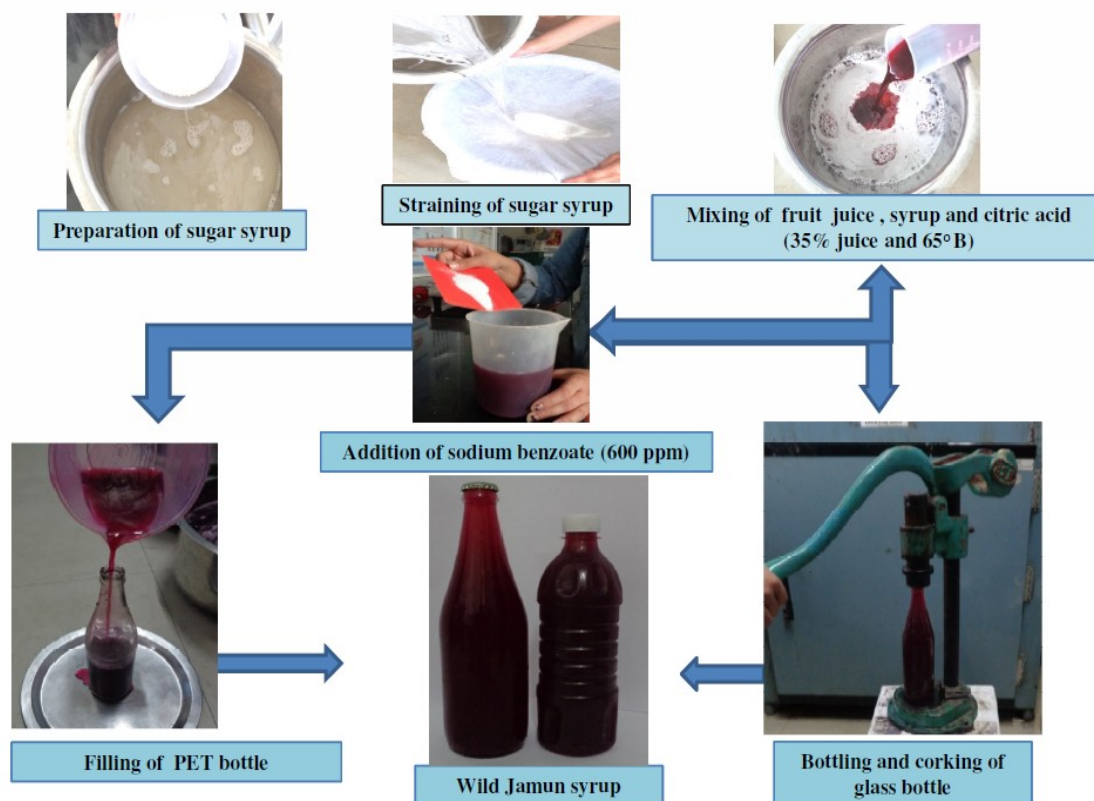 Preparation of sugar syrup
Straining of sugar syrup
Mixing of fruit juice , syrup and citric acid
(35% juice and 65°B)
Addition of sodium benzoate (600 ppm)
Filling of PET bottle
Wild Jamun syrup
Bottling and corking of
glass bottle